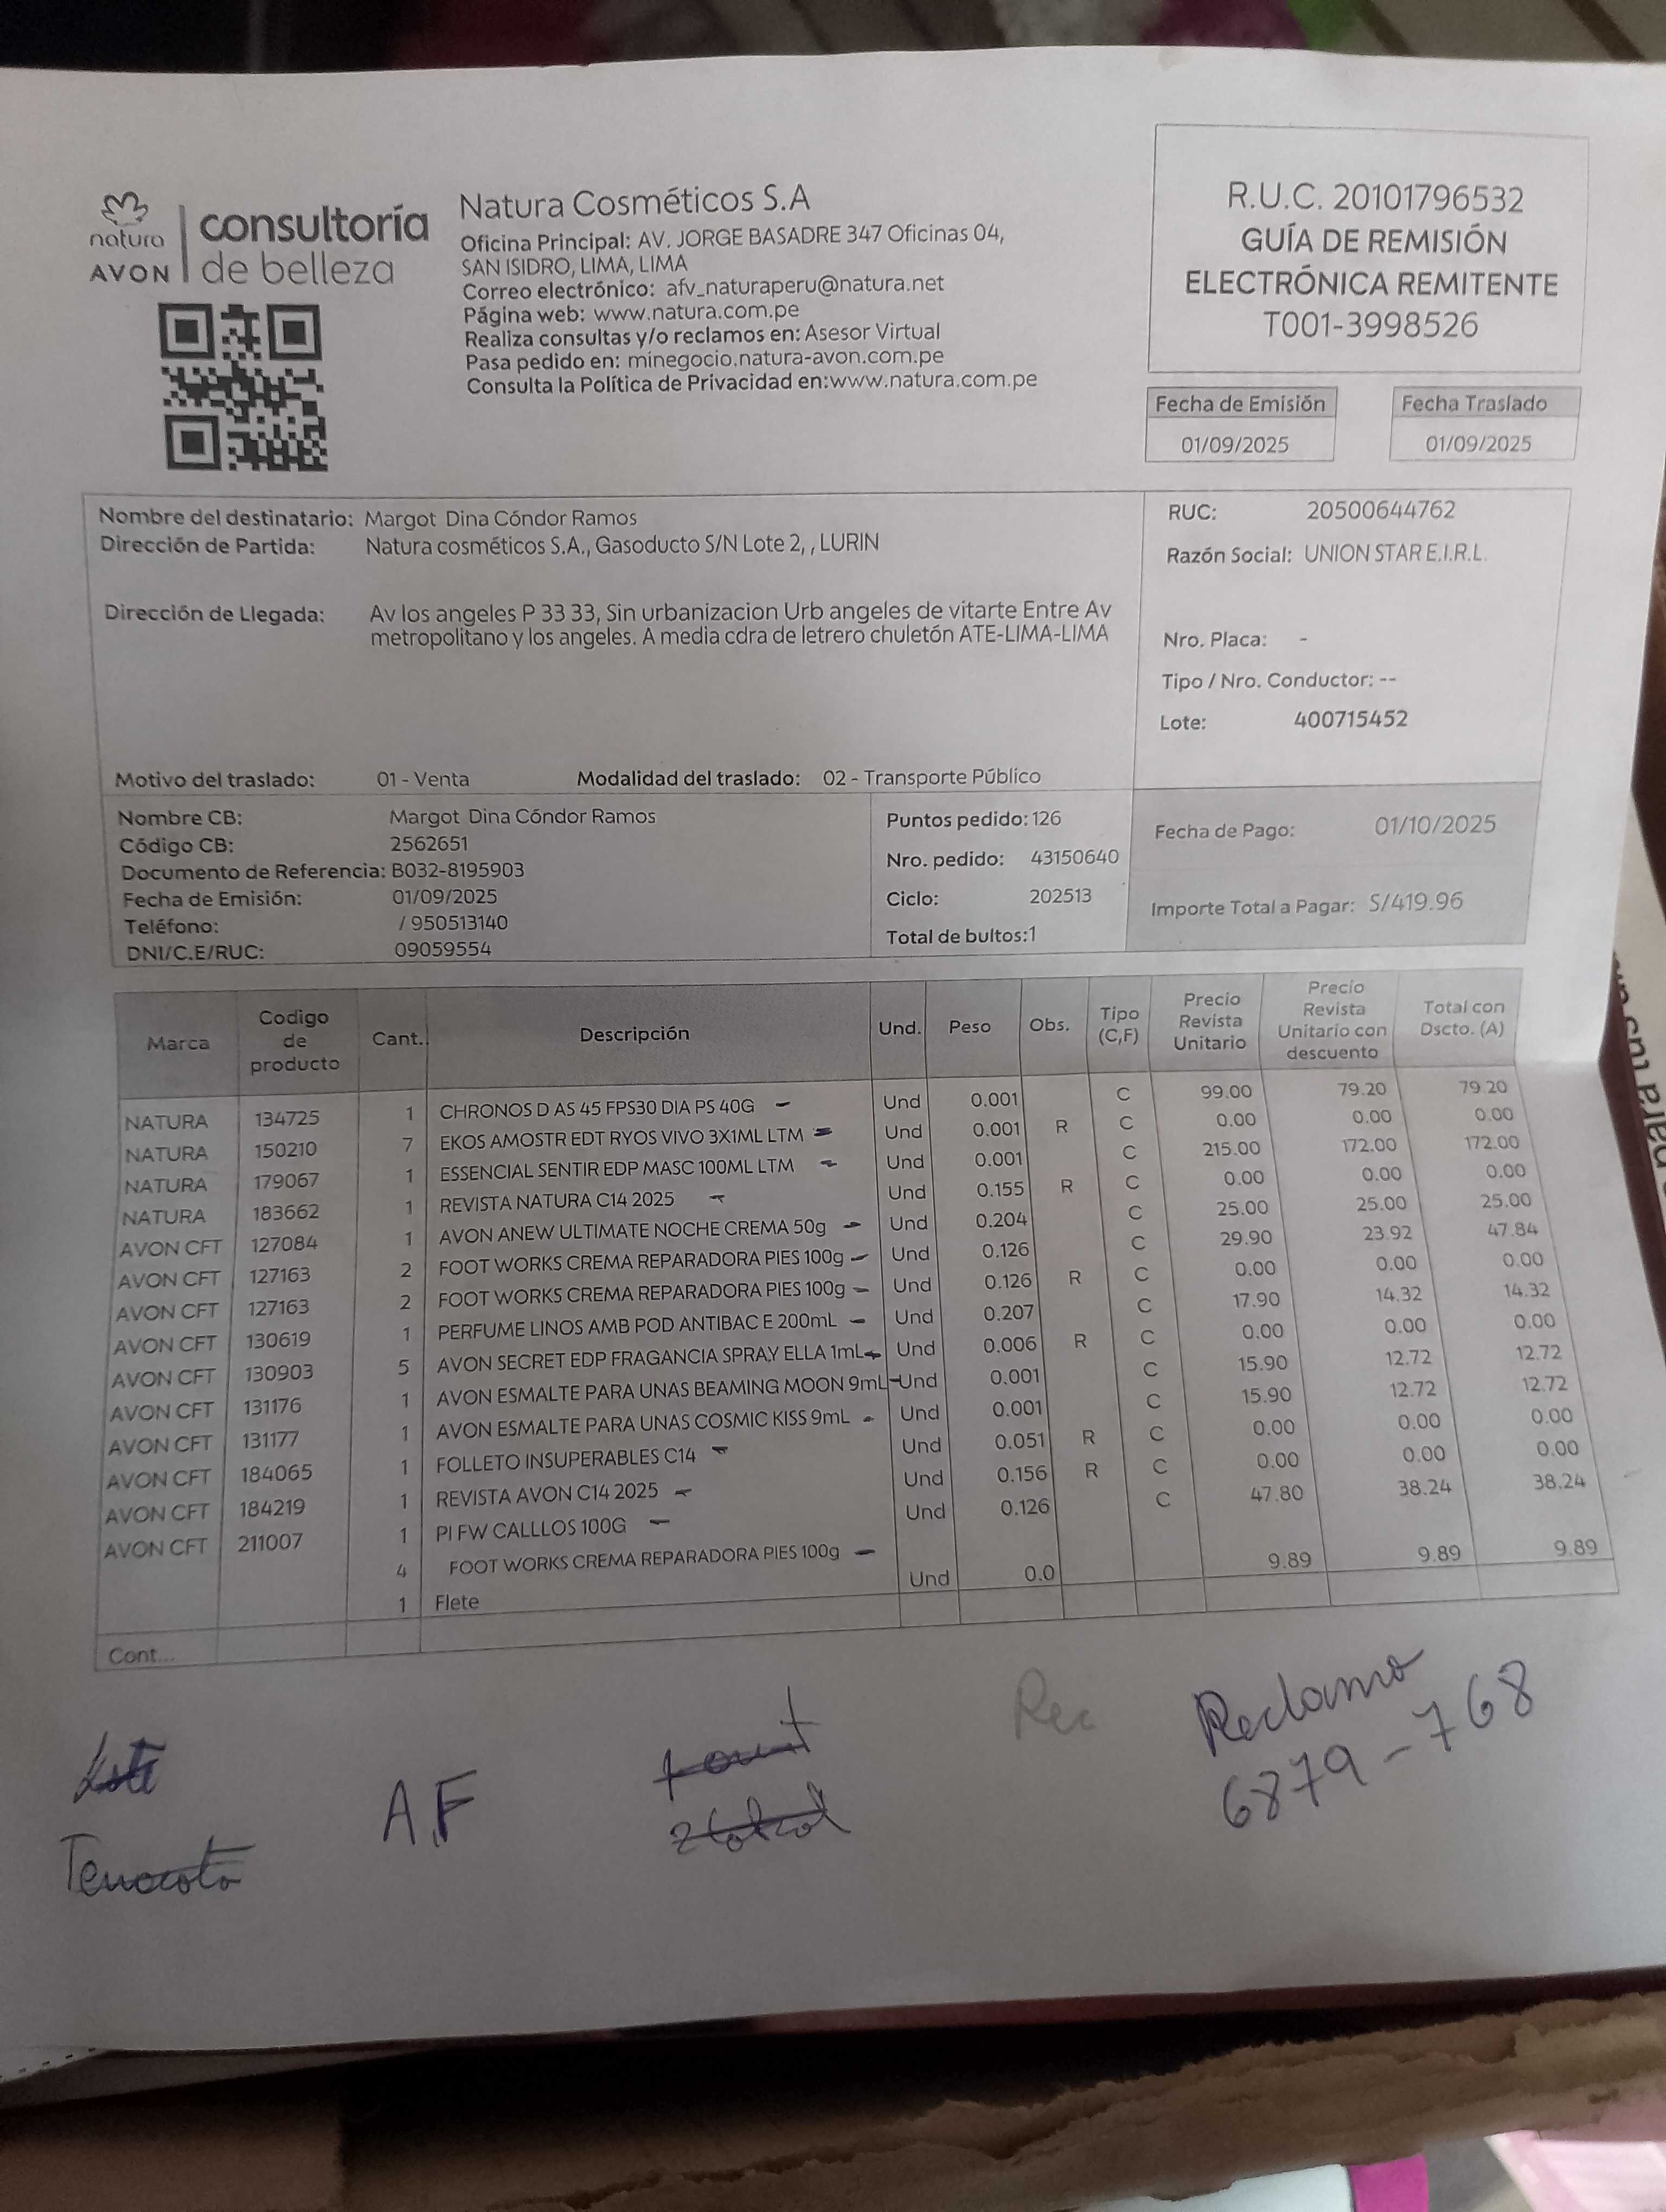 natura
AVON
consultoría
de belleza
Natura Cosméticos S.A
Oficina Principal: AV. JORGE BASADRE 347 Oficinas 04,
SAN ISIDRO, LIMA, LIMA
Correo electrónico: afv_naturaperu@natura.net
Página web: www.natura.com.pe
Realiza consultas y/o reclamos en: Asesor Virtual
Pasa pedido en: minegocio.natura-avon.com.pe
Consulta la Política de Privacidad en:www.natura.com.pe
R.U.C. 20101796532
GUÍA DE REMISIÓN
ELECTRÓNICA REMITENTE
T001-3998526
Fecha de Emisión Fecha Traslado
01/09/2025 01/09/2025
Nombre del destinatario: Margot Dina Cóndor Ramos
Dirección de Partida: Natura cosméticos S.A., Gasoducto S/N Lote 2, , LURIN
Dirección de Llegada: Av los angeles P 33 33, Sin urbanizacion Urb angeles de vitarte Entre Av
metropolitano y los angeles. A media cdra de letrero chuletón ATE-LIMA-LIMA
Motivo del traslado: 01 - Venta Modalidad del traslado: 02 - Transporte Público
RUC: 20500644762
Razón Social: UNION STAR E.I.R.L.
Nro. Placa: -
Tipo / Nro. Conductor: --
Lote: 400715452
Nombre CB: Margot Dina Cóndor Ramos
Código CB: 2562651
Documento de Referencia: B032-8195903
Fecha de Emisión: 01/09/2025
Teléfono: / 950513140
DNI/C.E/RUC: 09059554
Puntos pedido: 126
Nro. pedido: 43150640
Ciclo: 202513
Total de bultos:1
Fecha de Pago: 01/10/2025
Importe Total a Pagar: S/419.96
Marca Codigo de producto Cant. Descripción Und. Peso Obs. Tipo (C,F) Precio Revista Unitario Precio Revista Unitario con descuento Total con Dscto. (A)
NATURA 134725 1 CHRONOS D AS 45 FPS30 DIA PS 40G Und 0.001 C 99.00 79.20 79.20
NATURA 150210 7 EKOS AMOSTR EDT RYOS VIVO 3X1ML LTM Und 0.001 R C 0.00 0.00 0.00
NATURA 179067 1 ESSENCIAL SENTIR EDP MASC 100ML LTM Und 0.001 C 215.00 172.00 172.00
NATURA 183662 1 REVISTA NATURA C14 2025 Und 0.155 R C 0.00 0.00 0.00
AVON CFT 127084 1 AVON ANEW ULTIMATE NOCHE CREMA 50g Und 0.204 C 25.00 25.00 25.00
AVON CFT 127163 2 FOOT WORKS CREMA REPARADORA PIES 100g Und 0.126 C 29.90 23.92 47.84
AVON CFT 127163 2 FOOT WORKS CREMA REPARADORA PIES 100g Und 0.126 R C 0.00 0.00 0.00
AVON CFT 130619 1 PERFUME LINOS AMB POD ANTIBAC E 200mL Und 0.207 C 17.90 14.32 14.32
AVON CFT 130903 5 AVON SECRET EDP FRAGANCIA SPRAY ELLA 1mL Und 0.006 R C 0.00 0.00 0.00
AVON CFT 131176 1 AVON ESMALTE PARA UNAS BEAMING MOON 9mL Und 0.001 C 15.90 12.72 12.72
AVON CFT 131177 1 AVON ESMALTE PARA UNAS COSMIC KISS 9mL Und 0.001 C 15.90 12.72 12.72
AVON CFT 184065 1 FOLLETO INSUPERABLES C14 Und 0.051 R C 0.00 0.00 0.00
AVON CFT 184219 1 REVISTA AVON C14 2025 Und 0.156 R C 0.00 0.00 0.00
AVON CFT 211007 1 PI FW CALLLOS 100G Und 0.126 C 47.80 38.24 38.24
4 FOOT WORKS CREMA REPARADORA PIES 100g
1 Flete Und 0.0 9.89 9.89 9.89
Cont...
Rec
Reclamo
6879-768
A.F